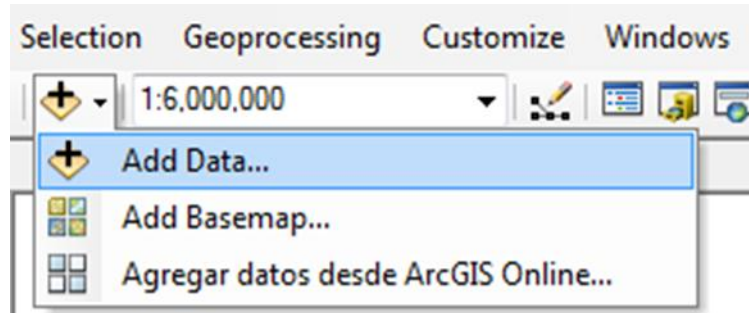 Selection Geoprocessing Customize Windows
1:6,000,000
Add Data...
Add Basemap...
Agregar datos desde ArcGIS Online...